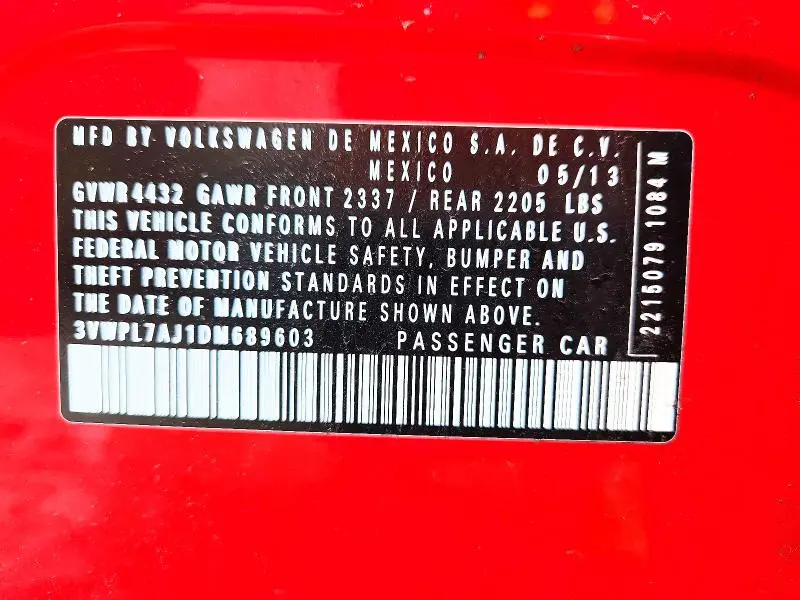 MFD BY VOLKSWAGEN DE MEXICO S.A. DE C.V.
MEXICO 05/13
GVWR 4432 GAWR FRONT 2337 / REAR 2205 LBS
THIS VEHICLE CONFORMS TO ALL APPLICABLE U.S.
FEDERAL MOTOR VEHICLE SAFETY, BUMPER AND
THEFT PREVENTION STANDARDS IN EFFECT ON
THE DATE OF MANUFACTURE SHOWN ABOVE.
3VWPL7AJ1DM689603 PASSENGER CAR
2215079 1084 M